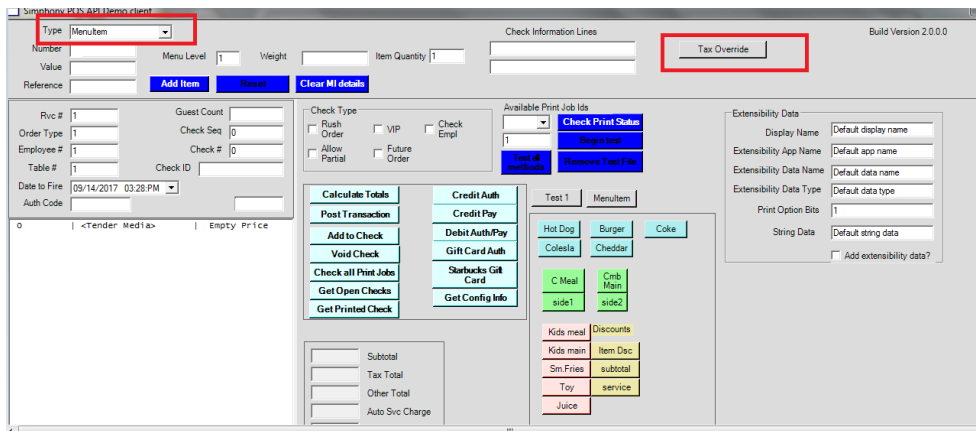 Simphony POS API Demo client
Type MenuItem
Build Version 2.0.0.0
Check Information Lines
Tax Override
Number
Menu Level 1 Weight Item Quantity 1
Value
Reference
Add Item Reset Clear MI details
Rvc # 1 Guest Count
Order Type 1 Check Seq 0
Employee # 1 Check # 0
Table # 1 Check ID
Date to Fire 09/14/2017 03:28:PM
Auth Code
Check Type
Rush Order VIP Check Empl
Allow Partial Future Order
Available Print Job Ids
Check Print Status
1 Begin test
Test all methods Remove Test File
Extensibility Data
Display Name Default display name
Extensibility App Name Default app name
Extensibility Data Name Default data name
Extensibility Data Type Default data type
Print Option Bits 1
String Data Default string data
Add extensibility data?
0 | <Tender Media> | Empty Price
Calculate Totals Credit Auth
Post Transaction Credit Pay
Add to Check Debit Auth/Pay
Void Check Gift Card Auth
Check all Print Jobs Starbucks Gift Card
Get Open Checks Get Config Info
Get Printed Check
Test 1 MenuItem
Hot Dog Burger Coke
Colesla Cheddar
C Meal Cmb Main
side1 side2
Kids meal Discounts
Kids main Item Dsc
Sm.Fries subtotal
Toy service
Juice
Subtotal
Tax Total
Other Total
Auto Svc Charge